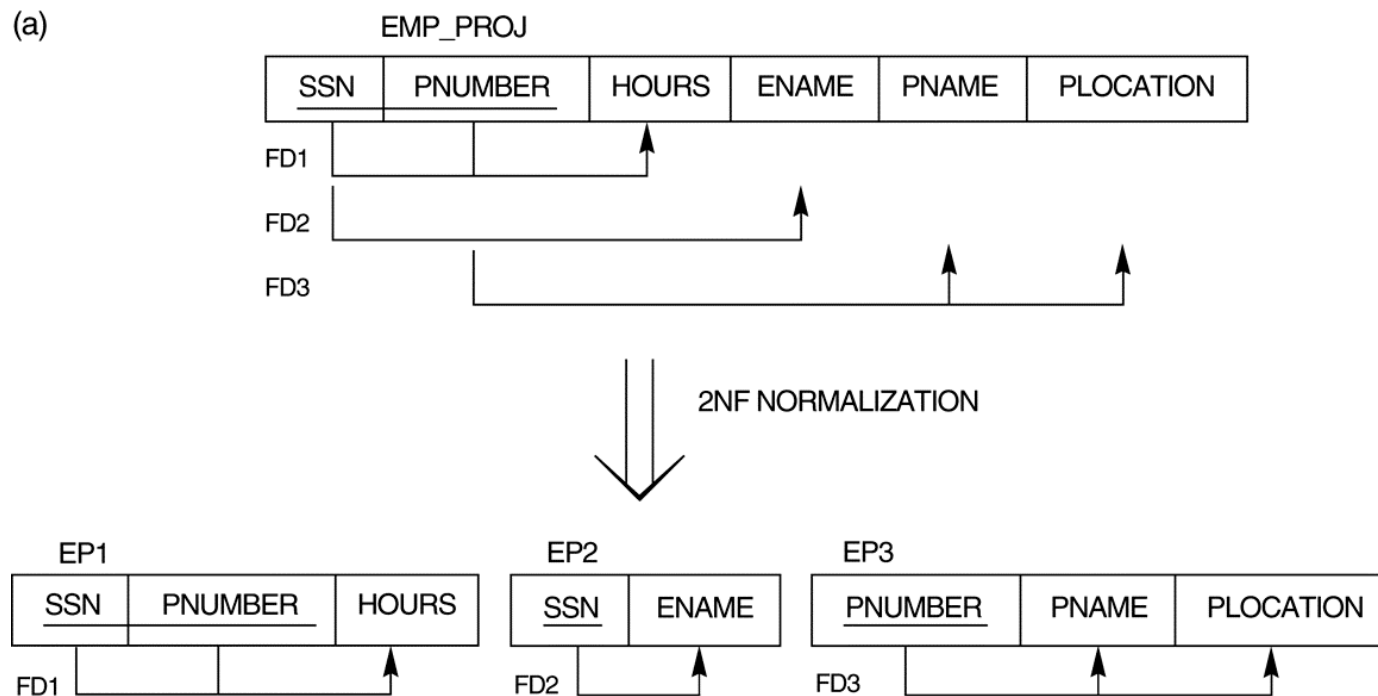 (a)
EMP_PROJ
SSN PNUMBER HOURS ENAME PNAME PLOCATION
FD1
FD2
FD3
2NF NORMALIZATION
EP1 EP2 EP3
SSN PNUMBER HOURS SSN ENAME PNUMBER PNAME PLOCATION
FD1 FD2 FD3